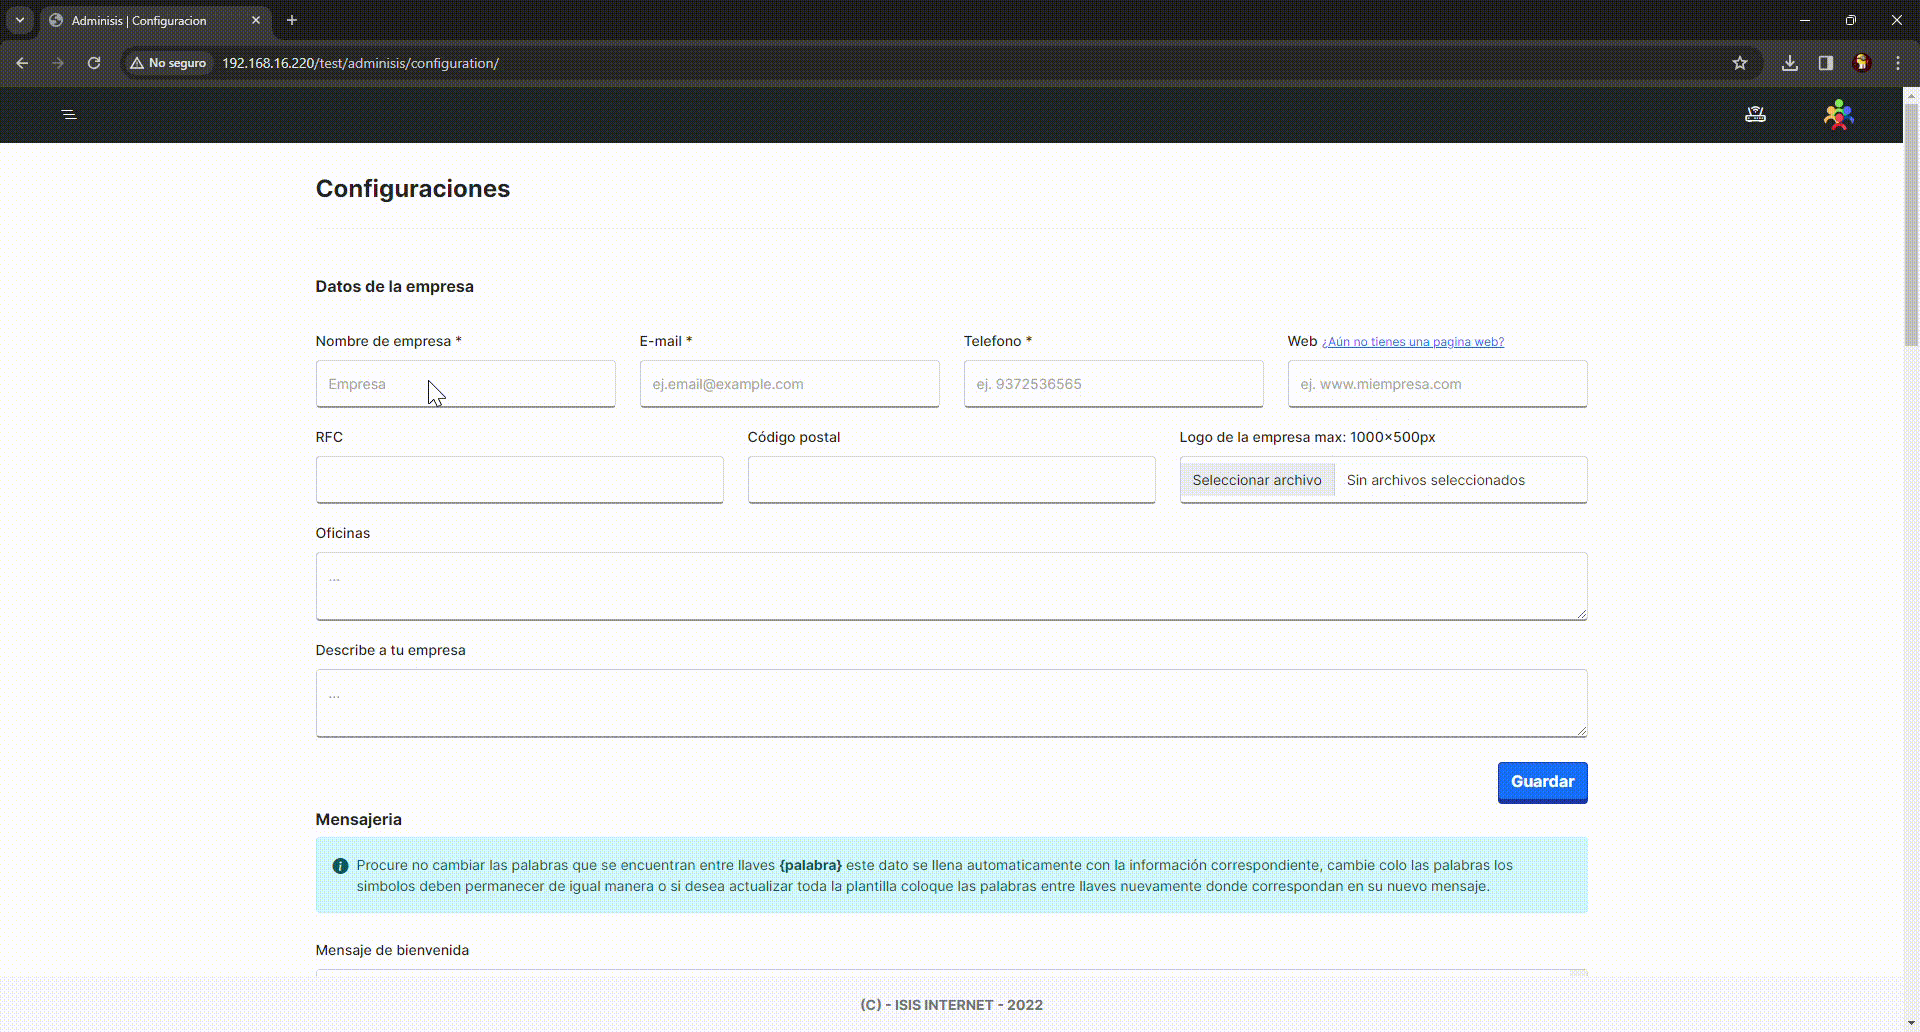 Adminisis | Configuracion
No seguro 192.168.16.220/test/adminisis/configuration/
Configuraciones
Datos de la empresa
Nombre de empresa * E-mail * Telefono * Web ¿Aún no tienes una pagina web?
Empresa ej.email@example.com ej. 9372536565 ej. www.miempresa.com
RFC Código postal Logo de la empresa max: 1000×500px
Seleccionar archivo Sin archivos seleccionados
Oficinas
...
Describe a tu empresa
...
Guardar
Mensajeria
Procure no cambiar las palabras que se encuentran entre llaves {palabra} este dato se llena automaticamente con la información correspondiente, cambie colo las palabras los
simbolos deben permanecer de igual manera o si desea actualizar toda la plantilla coloque las palabras entre llaves nuevamente donde correspondan en su nuevo mensaje.
Mensaje de bienvenida
(C) - ISIS INTERNET - 2022